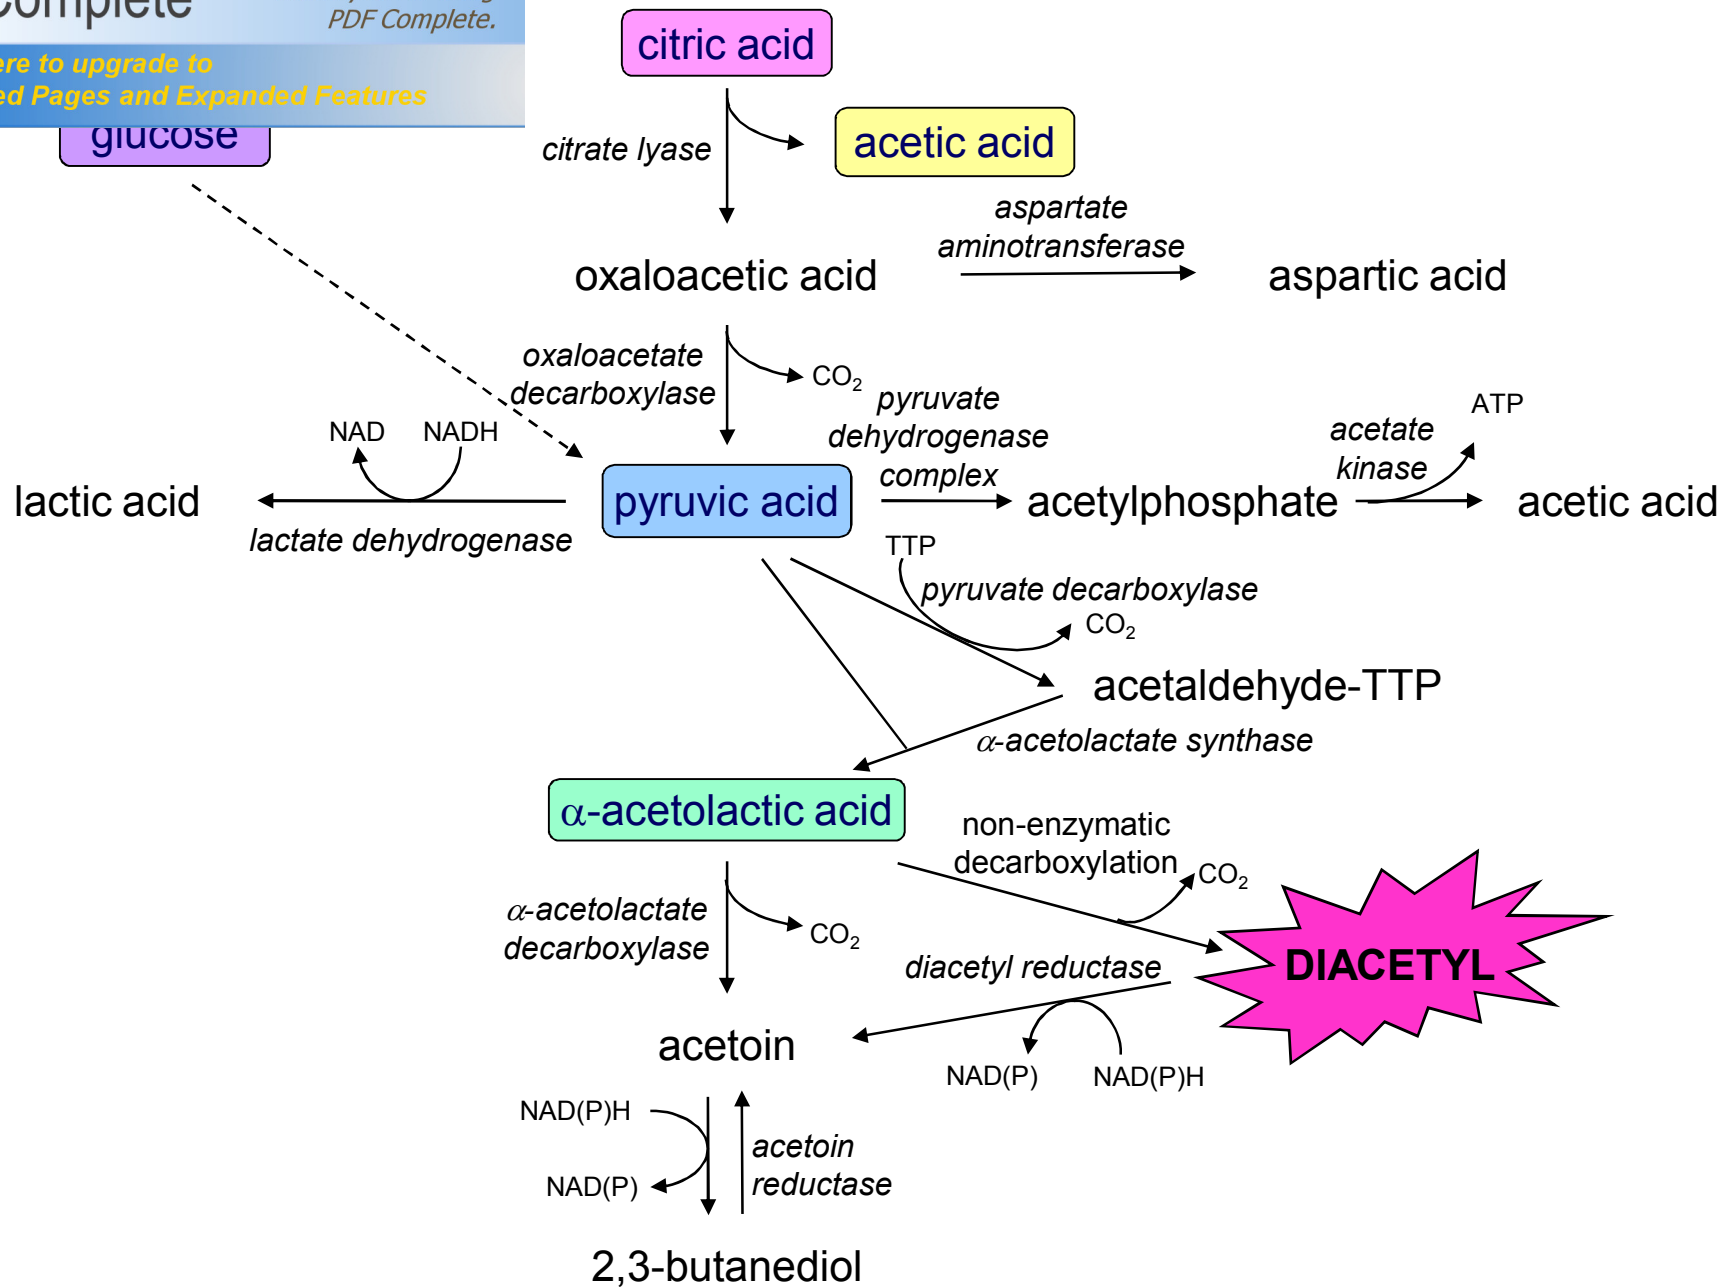 PDF Complete.
ere to upgrade to
ed Pages and Expanded Features
glucose
citric acid
citrate lyase
acetic acid
aspartate
aminotransferase
oxaloacetic acid
aspartic acid
oxaloacetate
decarboxylase
CO2
pyruvate
dehydrogenase
complex
ATP
acetate
kinase
NAD
NADH
lactic acid
pyruvic acid
acetylphosphate
acetic acid
lactate dehydrogenase
TTP
pyruvate decarboxylase
CO2
acetaldehyde-TTP
α-acetolactate synthase
α-acetolactic acid
non-enzymatic
decarboxylation
CO2
α-acetolactate
decarboxylase
CO2
diacetyl reductase
DIACETYL
acetoin
NAD(P)
NAD(P)H
NAD(P)H
NAD(P)
acetoin
reductase
2,3-butanediol